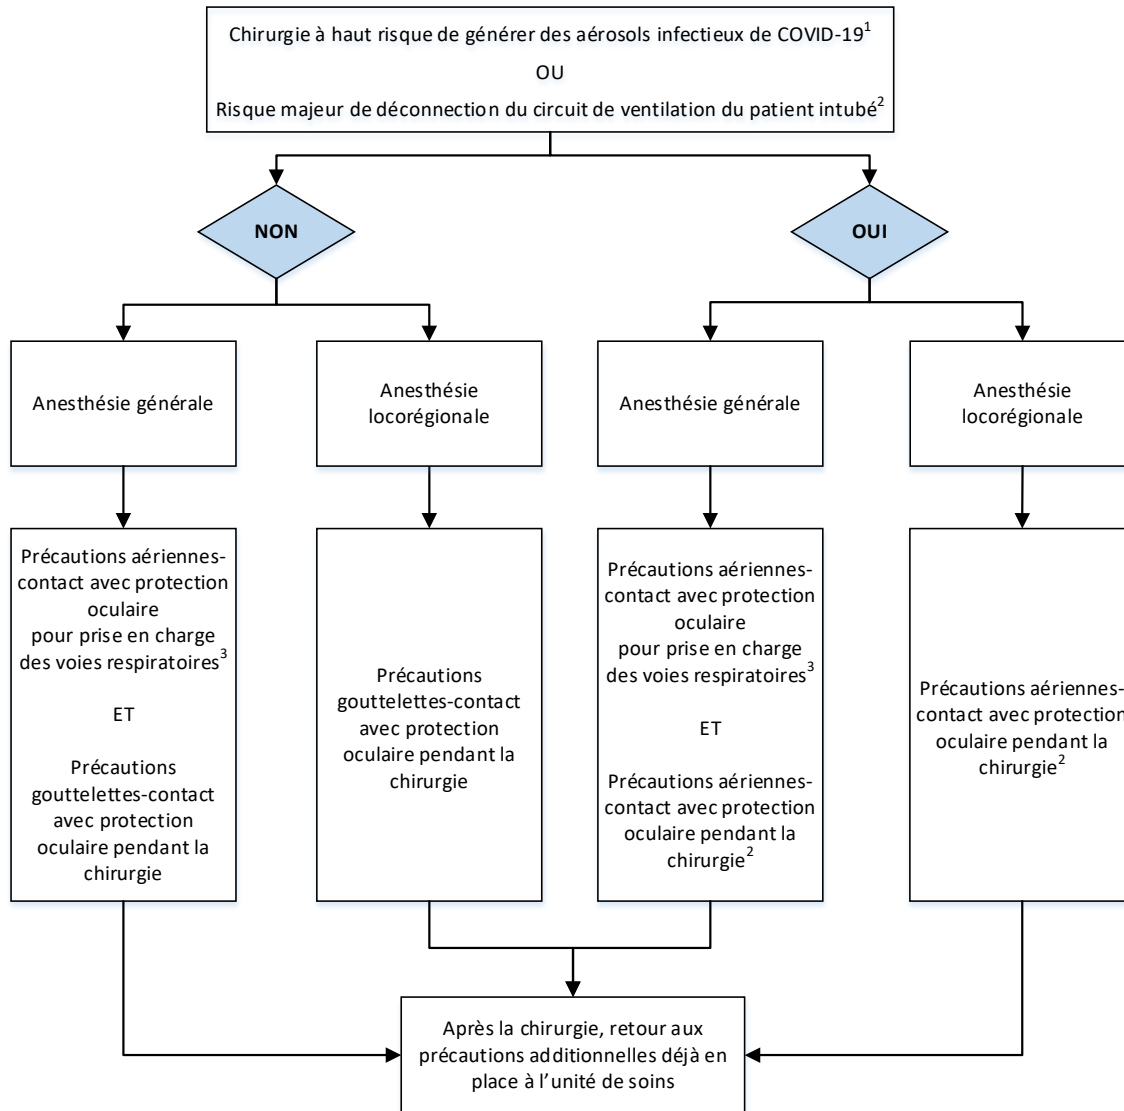 Chirurgie à haut risque de générer des aérosols infectieux de COVID-19¹
OU
Risque majeur de déconnection du circuit de ventilation du patient intubé²
NON
OUI
Anesthésie générale
Anesthésie
locorégionale
Anesthésie générale
Anesthésie
locorégionale
Précautions aériennes-
contact avec protection
oculaire
pour prise en charge
des voies respiratoires³
ET
Précautions
gouttelettes-contact
avec protection
oculaire pendant la
chirurgie
Précautions
gouttelettes-contact
avec protection
oculaire pendant la
chirurgie
Précautions aériennes-
contact avec protection
oculaire
pour prise en charge
des voies respiratoires³
ET
Précautions aériennes-
contact avec protection
oculaire pendant la
chirurgie²
Précautions aériennes-
contact avec protection
oculaire pendant la
chirurgie²
Après la chirurgie, retour aux
précautions additionnelles déjà en
place à l’unité de soins